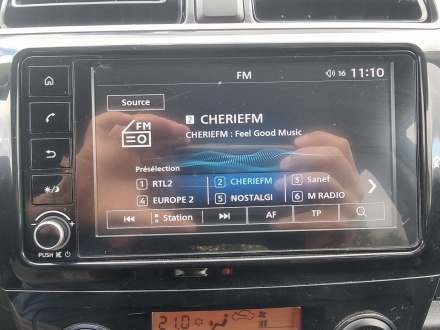 FM
16 11:10
Source
FM
2 CHERIEFM
CHERIEFM : Feel Good Music
Présélection
1 RTL2 2 CHERIEFM 3 Sanef
4 EUROPE 2 5 NOSTALGI 6 M RADIO
Station AF TP
PUSH
21.0